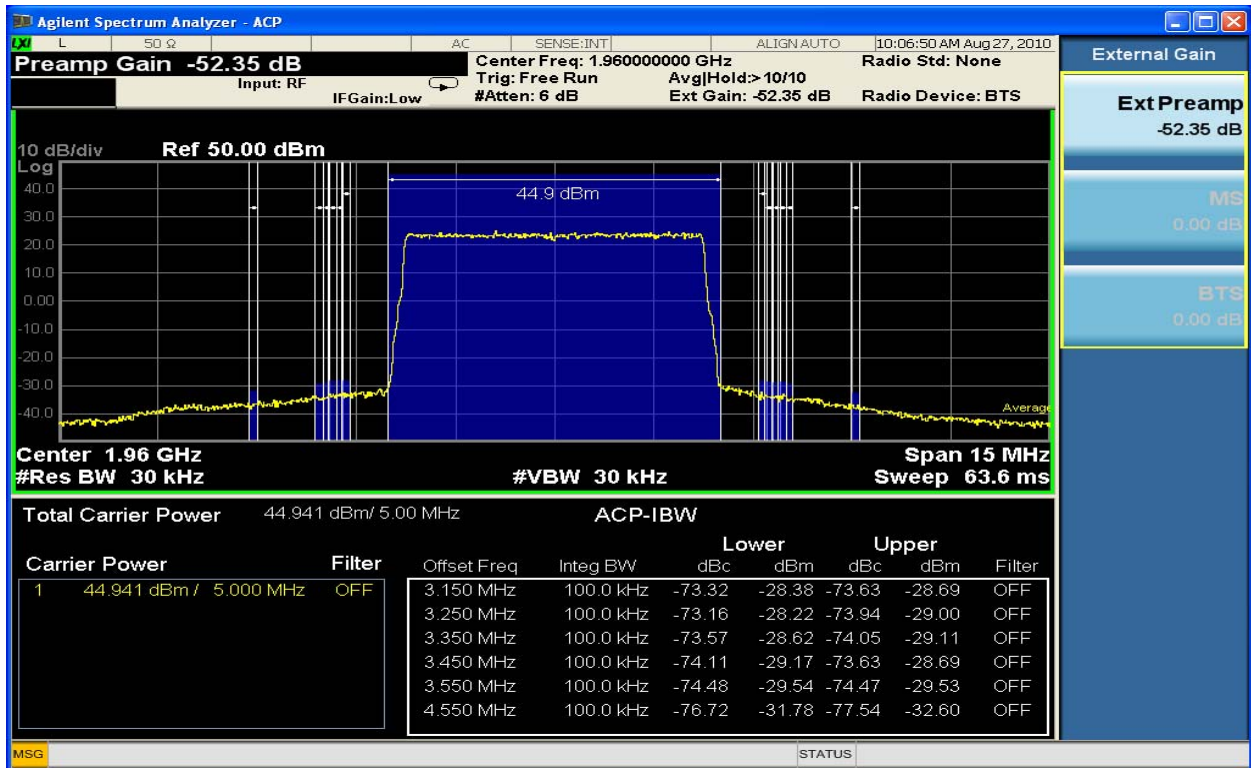 Agilent Spectrum Analyzer - ACP
LXI L 50 Ω AC SENSE:INT ALIGN AUTO 10:06:50 AM Aug 27, 2010
Preamp Gain -52.35 dB Center Freq: 1.960000000 GHz Radio Std: None
Input: RF Trig: Free Run Avg|Hold:>10/10
IFGain:Low #Atten: 6 dB Ext Gain: -52.35 dB Radio Device: BTS
External Gain
Ext Preamp
-52.35 dB
MS
0.00 dB
BTS
0.00 dB
10 dB/div Ref 50.00 dBm
Log
40.0
30.0
20.0
10.0
0.00
-10.0
-20.0
-30.0
-40.0
44.9 dBm
Average
Center 1.96 GHz Span 15 MHz
#Res BW 30 kHz #VBW 30 kHz Sweep 63.6 ms
Total Carrier Power 44.941 dBm/ 5.00 MHz ACP-IBW
Lower Upper
Carrier Power Filter Offset Freq Integ BW dBc dBm dBc dBm Filter
1 44.941 dBm / 5.000 MHz OFF 3.150 MHz 100.0 kHz -73.32 -28.38 -73.63 -28.69 OFF
3.250 MHz 100.0 kHz -73.16 -28.22 -73.94 -29.00 OFF
3.350 MHz 100.0 kHz -73.57 -28.62 -74.05 -29.11 OFF
3.450 MHz 100.0 kHz -74.11 -29.17 -73.63 -28.69 OFF
3.550 MHz 100.0 kHz -74.48 -29.54 -74.47 -29.53 OFF
4.550 MHz 100.0 kHz -76.72 -31.78 -77.54 -32.60 OFF
MSG STATUS